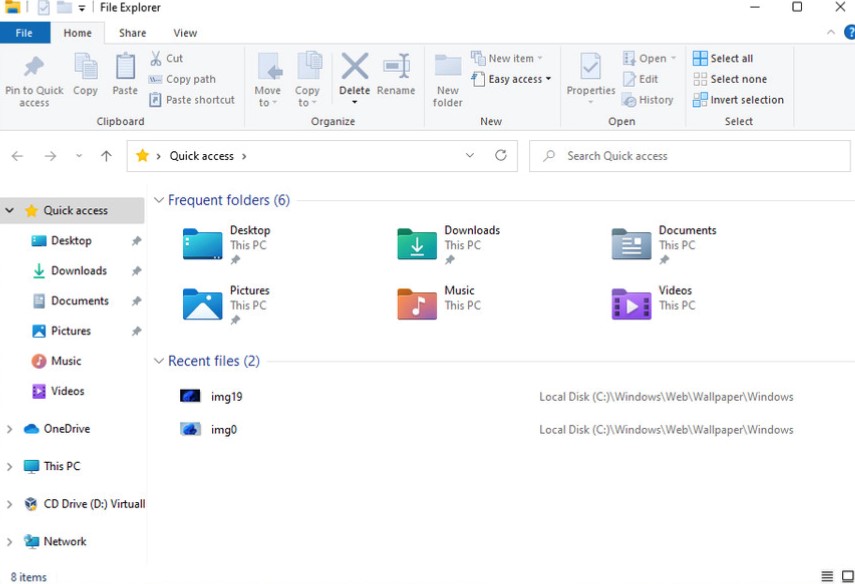 File Explorer
File Home Share View
Pin to Quick access
Copy
Paste
Cut
Copy path
Paste shortcut
Clipboard
Move to
Copy to
Delete
Rename
Organize
New folder
New item
Easy access
New
Properties
Open
Edit
History
Open
Select all
Select none
Invert selection
Select
Quick access
Search Quick access
Quick access
Desktop
Downloads
Documents
Pictures
Music
Videos
OneDrive
This PC
CD Drive (D:) Virtuall
Network
Frequent folders (6)
Desktop
This PC
Downloads
This PC
Documents
This PC
Pictures
This PC
Music
This PC
Videos
This PC
Recent files (2)
img19 Local Disk (C:)\Windows\Web\Wallpaper\Windows
img0 Local Disk (C:)\Windows\Web\Wallpaper\Windows
8 items